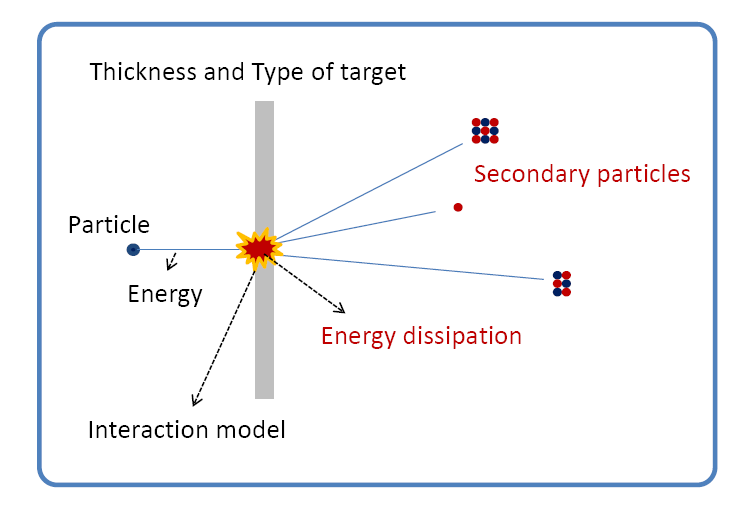 Thickness and Type of target
Secondary particles
Particle
Energy
Energy dissipation
Interaction model